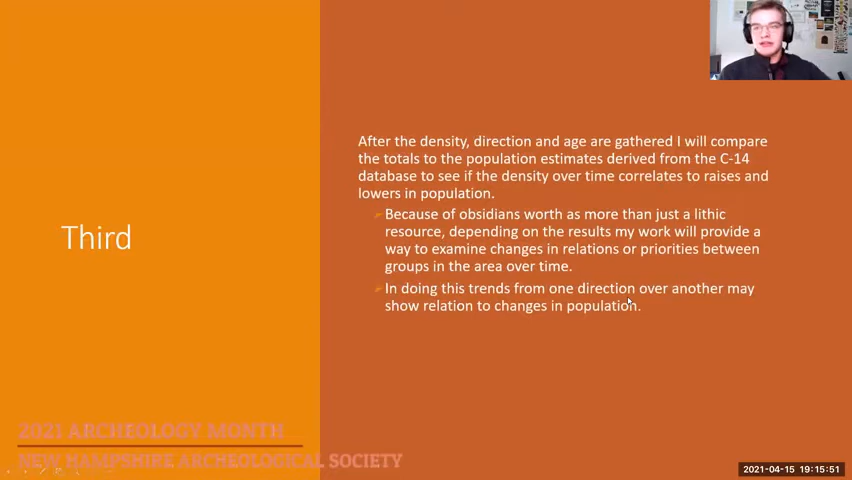 After the density, direction and age are gathered I will compare
the totals to the population estimates derived from the C-14
database to see if the density over time correlates to raises and
lowers in population.
Because of obsidians worth as more than just a lithic
resource, depending on the results my work will provide a
way to examine changes in relations or priorities between
groups in the area over time.
In doing this trends from one direction over another may
show relation to changes in population.
Third
2021 ARCHEOLOGY MONTH
NEW HAMPSHIRE ARCHEOLOGICAL SOCIETY
2021-04-15 19:15:51